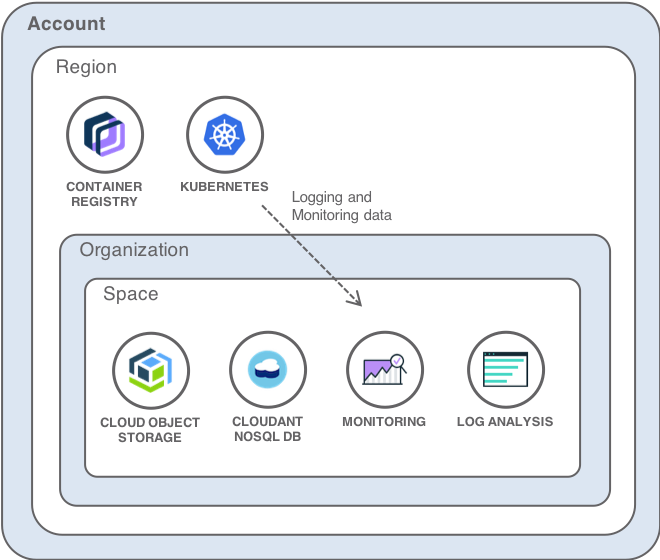 Account
Region
CONTAINER
REGISTRY
KUBERNETES
Logging and
Monitoring data
Organization
Space
CLOUD OBJECT
STORAGE
CLOUDANT
NOSQL DB
MONITORING
LOG ANALYSIS